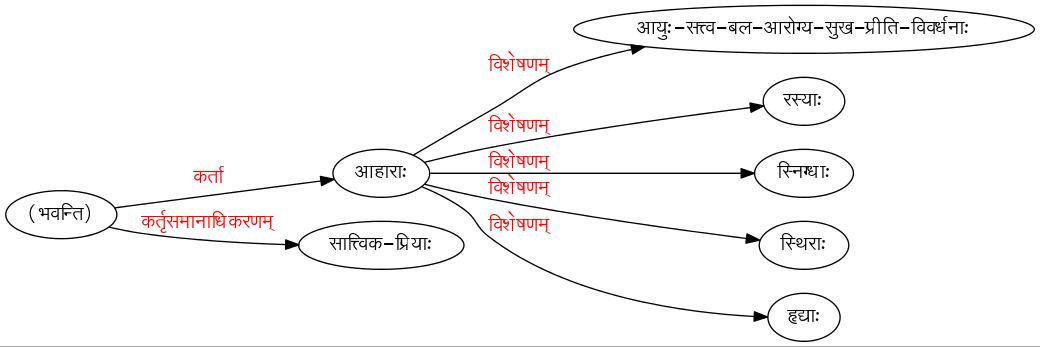 आयुः-सत्त्व-बल-आरोग्य-सुख-प्रीति-विवर्धनाः
विशेषणम्
रस्याः
विशेषणम्
विशेषणम्
आहाराः
स्निग्धाः
कर्ता
विशेषणम्
(भवन्ति)
कर्तृसमानाधिकरणम्
विशेषणम्
सात्त्विक-प्रियाः
स्थिराः
हृद्याः